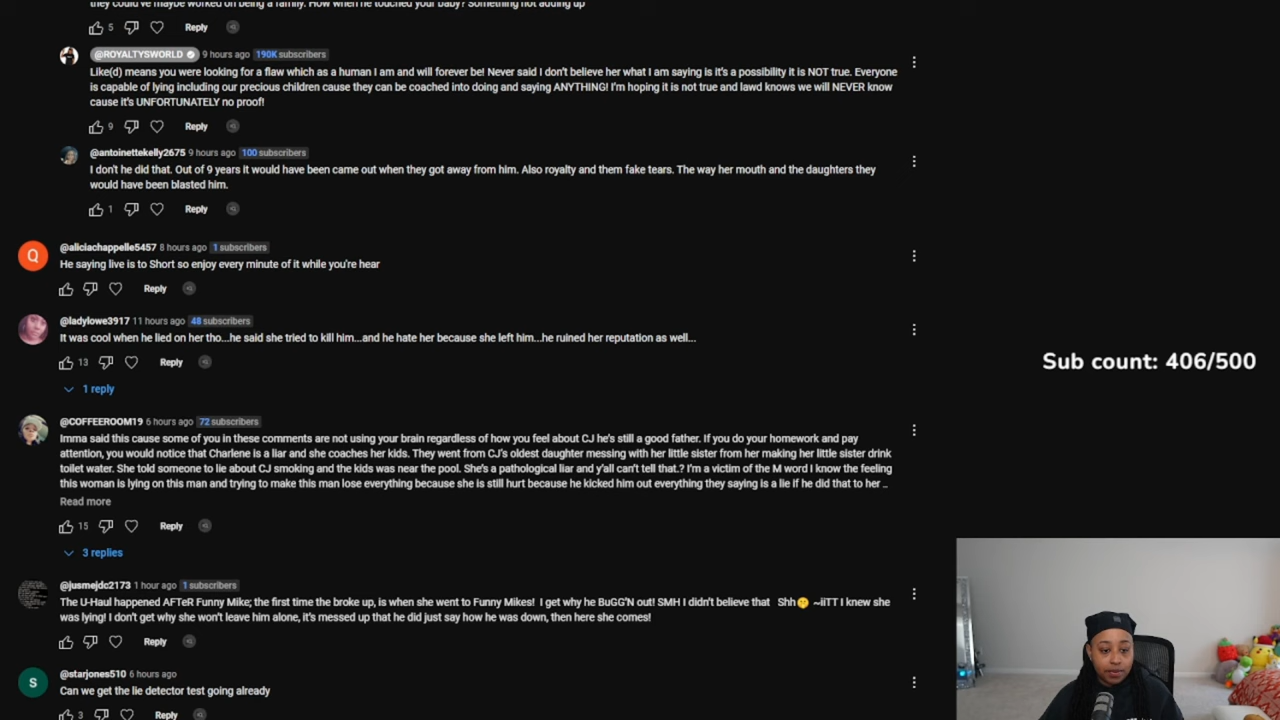 they could've maybe worked on being a family. How when he touched your baby? Something not adding up
5 Reply
@ROYALTYSWORLD 9 hours ago 190K subscribers
Like(d) means you were looking for a flaw which as a human I am and will forever be! Never said I don't believe her what I am saying is it's a possibility it is NOT true. Everyone
is capable of lying including our precious children cause they can be coached into doing and saying ANYTHING! I'm hoping it is not true and lawd knows we will NEVER know
cause it's UNFORTUNATELY no proof!
9 Reply
@antoinettekelly2675 9 hours ago 100 subscribers
I don't he did that. Out of 9 years it would have been came out when they got away from him. Also royalty and them fake tears. The way her mouth and the daughters they
would have been blasted him.
1 Reply
Q
@aliciachappelle5457 8 hours ago 1 subscribers
He saying live is to Short so enjoy every minute of it while you're hear
Reply
@ladylowe3917 11 hours ago 48 subscribers
It was cool when he lied on her tho...he said she tried to kill him...and he hate her because she left him...he ruined her reputation as well...
13 Reply
1 reply
Sub count: 406/500
@COFFEEROOM19 6 hours ago 72 subscribers
Imma said this cause some of you in these comments are not using your brain regardless of how you feel about CJ he's still a good father. If you do your homework and pay
attention, you would notice that Charlene is a liar and she coaches her kids. They went from CJ's oldest daughter messing with her little sister from her making her little sister drink
toilet water. She told someone to lie about CJ smoking and the kids was near the pool. She's a pathological liar and y'all can't tell that.? I'm a victim of the M word I know the feeling
this woman is lying on this man and trying to make this man lose everything because she is still hurt because he kicked him out everything they saying is a lie if he did that to her ..
Read more
15 Reply
3 replies
@jusmejdc2173 1 hour ago 1 subscribers
The U-Haul happened AFTeR Funny Mike; the first time the broke up, is when she went to Funny Mikes! I get why he BuGG'N out! SMH I didn't believe that Shh🤫 ~iiTT I knew she
was lying! I don't get why she won't leave him alone, it's messed up that he did just say how he was down, then here she comes!
Reply
S
@starjones510 6 hours ago
Can we get the lie detector test going already
3 Reply